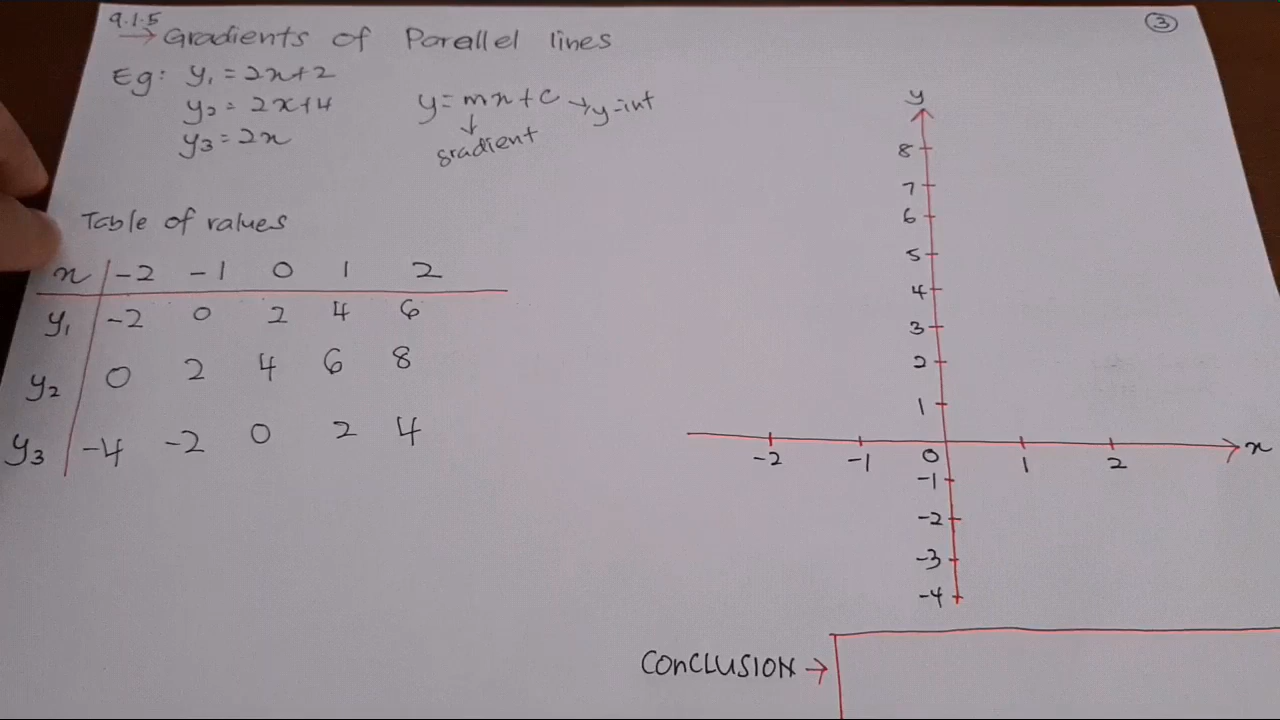 9.1.5
→ Gradients of Parallel lines
③
Eg: y₁ = 2x+2
y₂ = 2x+4
y₃ = 2x
y = mx + c → y-int
↓
gradient
Table of values
x | -2 -1 0 1 2
y₁ | -2 0 2 4 6
y₂ | 0 2 4 6 8
y₃ | -4 -2 0 2 4
y
8
7
6
5
4
3
2
1
-2 -1 0 1 2 x
-1
-2
-3
-4
CONCLUSION →